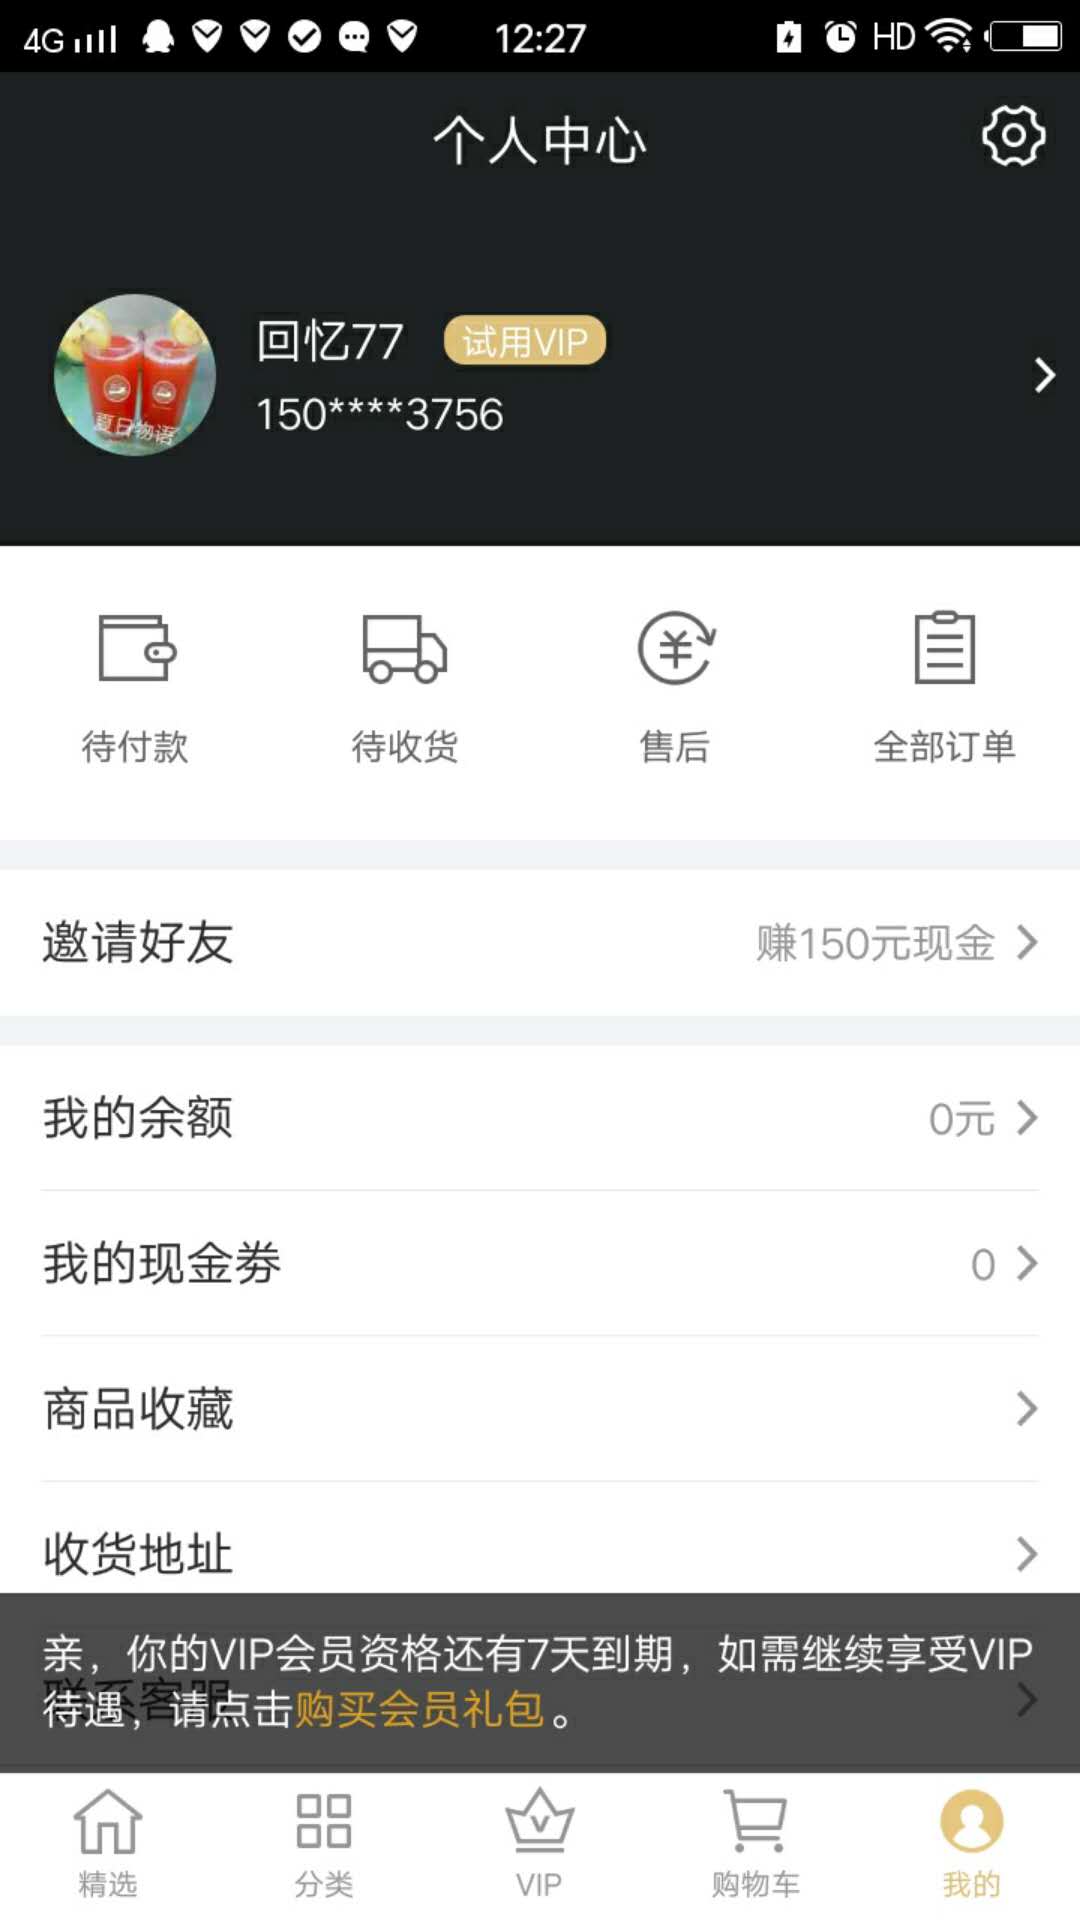 4G 12:27 HD
个人中心
回忆77 试用VIP
150****3756
夏日物语
待付款 待收货 售后 全部订单
邀请好友 赚150元现金
我的余额 0元
我的现金券 0
商品收藏
收货地址
亲，你的VIP会员资格还有7天到期，如需继续享受VIP
待遇，请点击购买会员礼包。
联系客服
精选 分类 VIP 购物车 我的